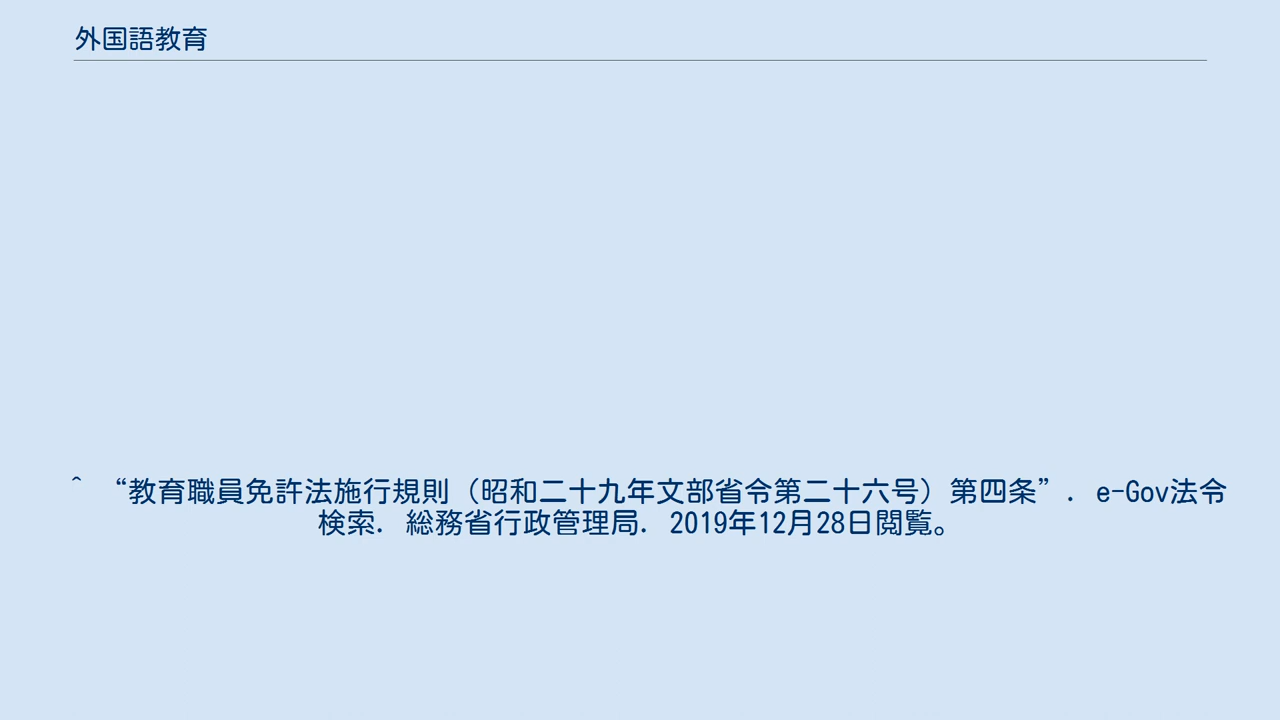 外国語教育
^ “教育職員免許法施行規則（昭和二十九年文部省令第二十六号）第四条”. e-Gov法令
検索. 総務省行政管理局. 2019年12月28日閲覧。